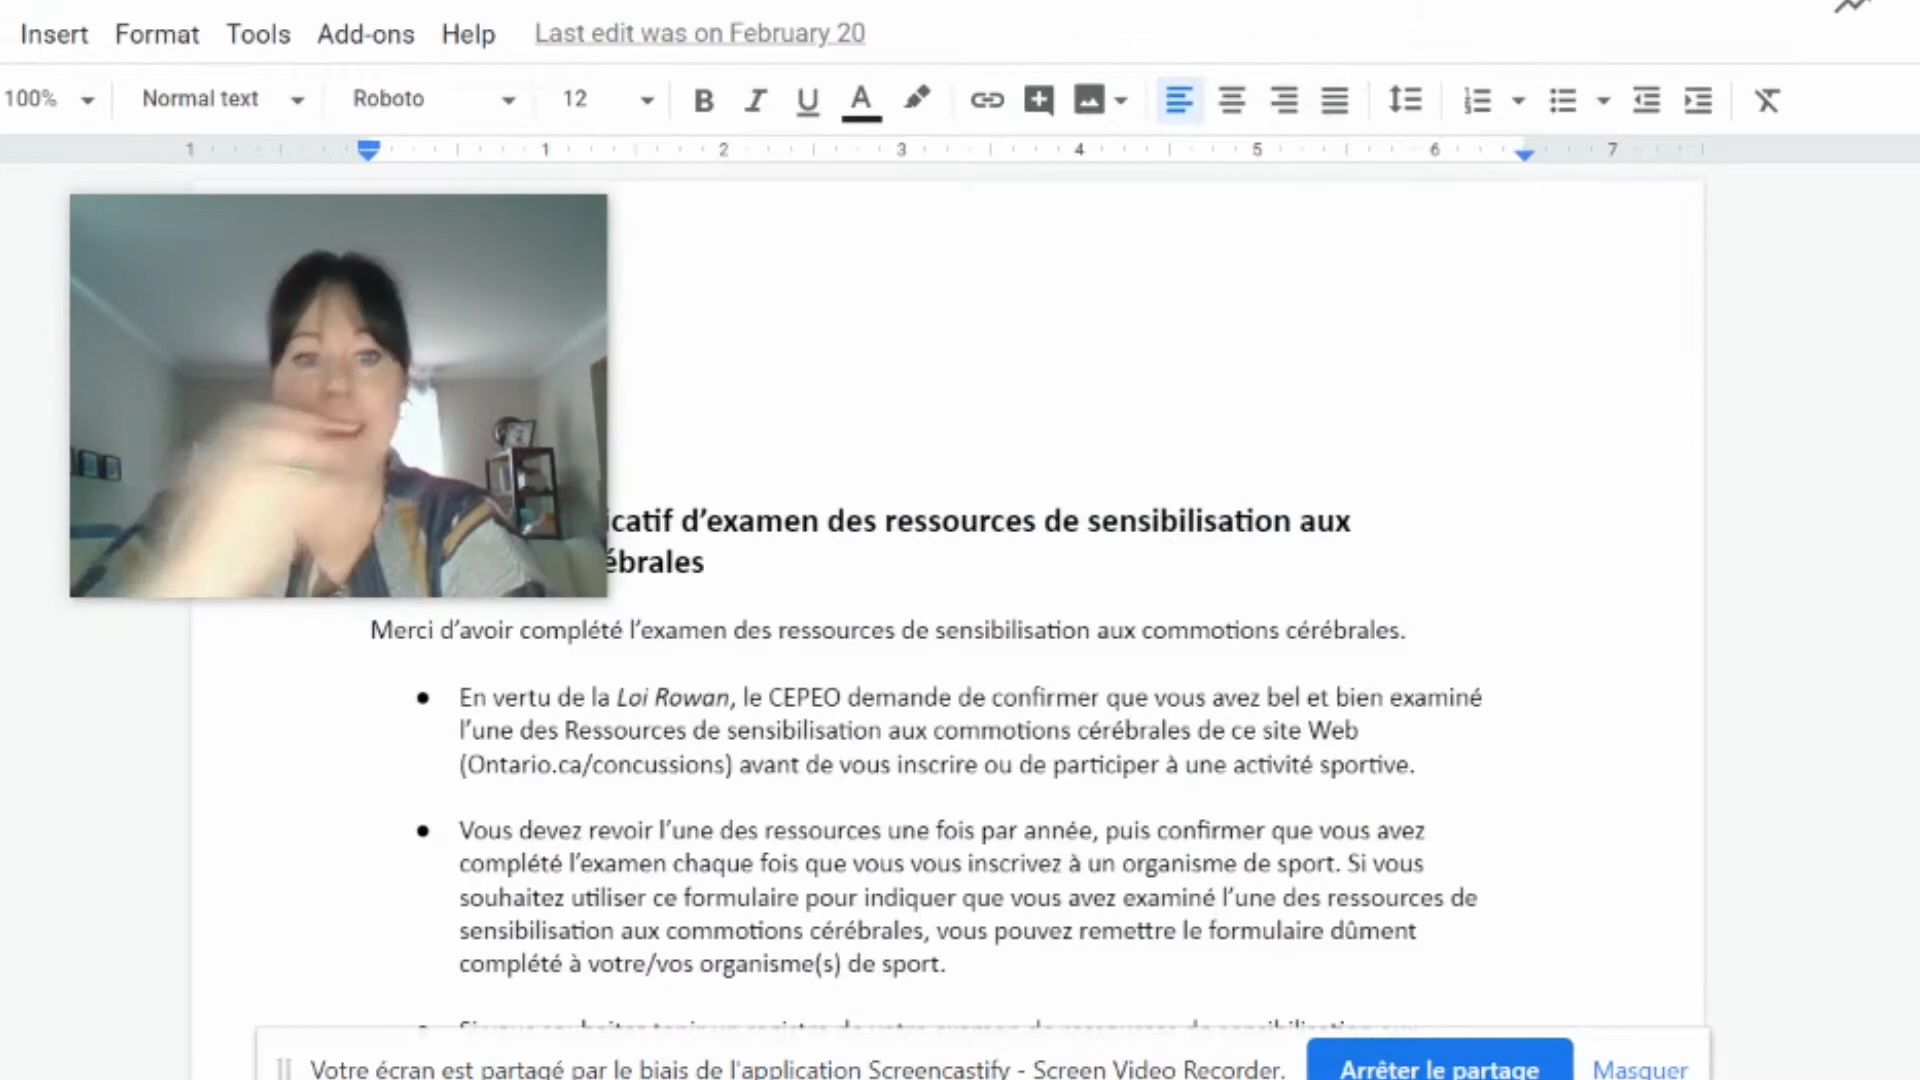 Insert Format Tools Add-ons Help Last edit was on February 20
100% Normal text Roboto 12 B I U A
1 1 2 3 4 5 6 7
icatif d’examen des ressources de sensibilisation aux
ébrales
Merci d’avoir complété l’examen des ressources de sensibilisation aux commotions cérébrales.
● En vertu de la Loi Rowan, le CEPEO demande de confirmer que vous avez bel et bien examiné
l’une des Ressources de sensibilisation aux commotions cérébrales de ce site Web
(Ontario.ca/concussions) avant de vous inscrire ou de participer à une activité sportive.
● Vous devez revoir l’une des ressources une fois par année, puis confirmer que vous avez
complété l’examen chaque fois que vous vous inscrivez à un organisme de sport. Si vous
souhaitez utiliser ce formulaire pour indiquer que vous avez examiné l’une des ressources de
sensibilisation aux commotions cérébrales, vous pouvez remettre le formulaire dûment
complété à votre/vos organisme(s) de sport.
Votre écran est partagé par le biais de l'application Screencastify - Screen Video Recorder. Arrêter le partage Masquer